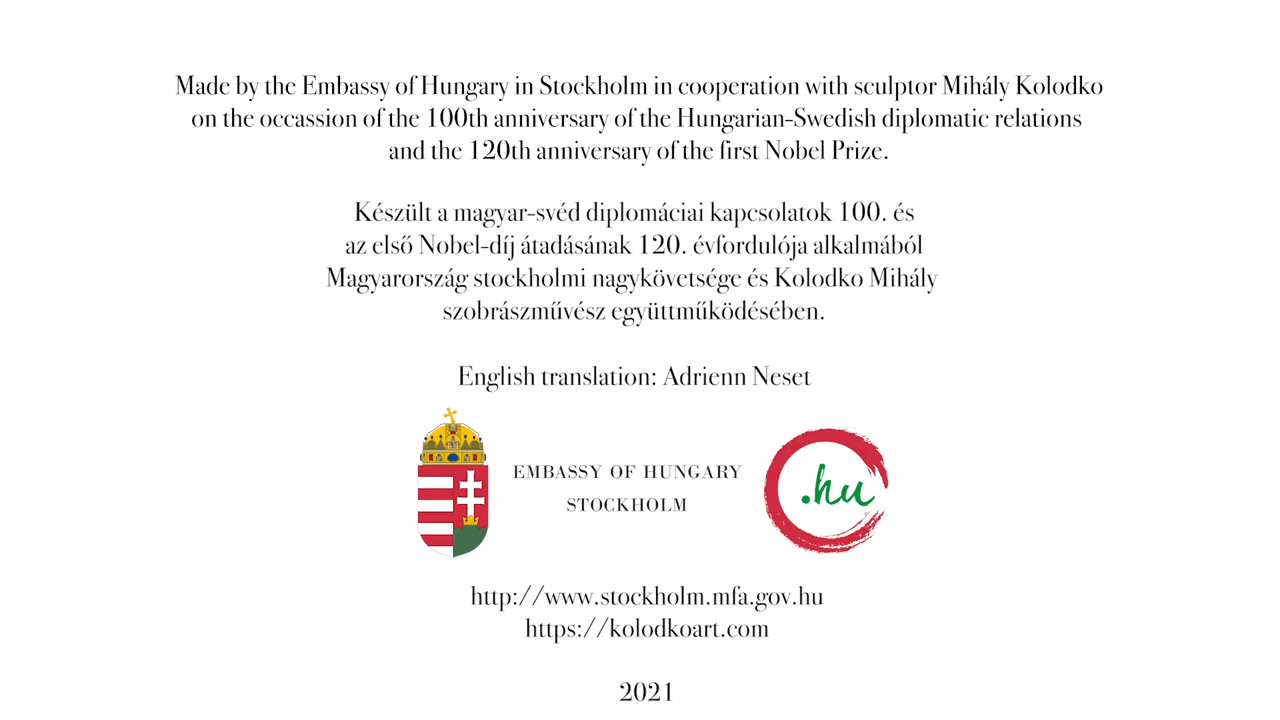 Made by the Embassy of Hungary in Stockholm in cooperation with sculptor Mihály Kolodko
on the occassion of the 100th anniversary of the Hungarian-Swedish diplomatic relations
and the 120th anniversary of the first Nobel Prize.
Készült a magyar-svéd diplomáciai kapcsolatok 100. és
az első Nobel-díj átadásának 120. évfordulója alkalmából
Magyarország stockholmi nagykövetsége és Kolodko Mihály
szobrászművész együttműködésében.
English translation: Adrienn Neset
EMBASSY OF HUNGARY
STOCKHOLM
.hu
http://www.stockholm.mfa.gov.hu
https://kolodkoart.com
2021